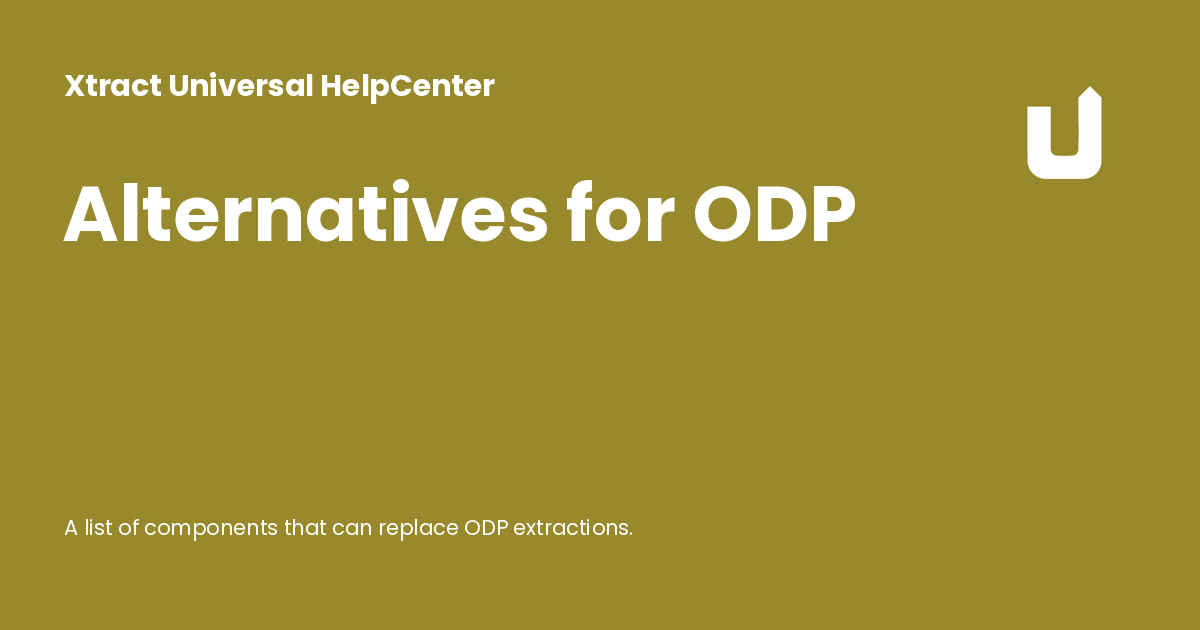 Xtract Universal HelpCenter
Alternatives for ODP
A list of components that can replace ODP extractions.